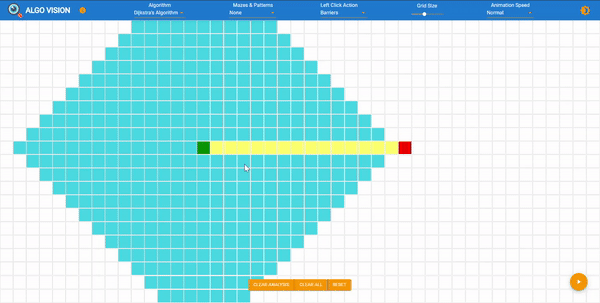 ALGO VISION
Algorithm
Dijkstra's Algorithm
Mazes & Patterns
None
Left Click Action
Barriers
Grid Size
Animation Speed
Normal
CLEAR ANALYSIS
CLEAR ALL
RESET